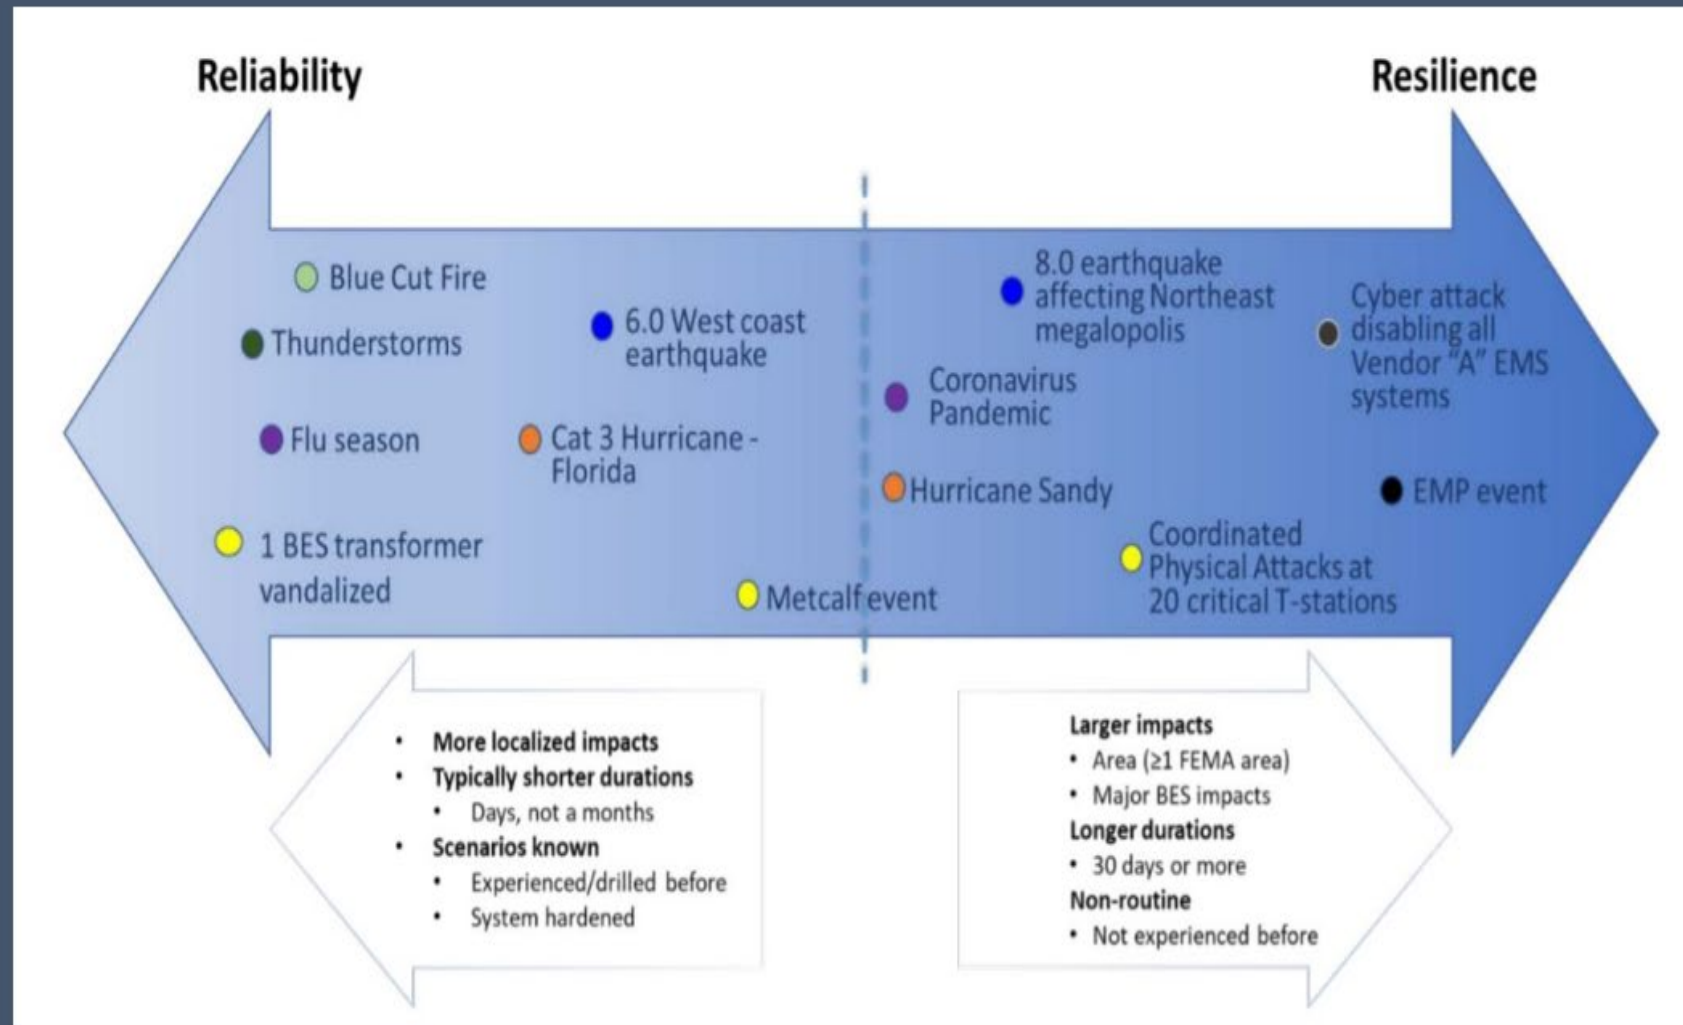 Reliability
Resilience
Blue Cut Fire
Thunderstorms
Flu season
1 BES transformer
vandalized
6.0 West coast
earthquake
Cat 3 Hurricane -
Florida
Metcalf event
8.0 earthquake
affecting Northeast
megalopolis
Coronavirus
Pandemic
Hurricane Sandy
Coordinated
Physical Attacks at
20 critical T-stations
Cyber attack
disabling all
Vendor “A” EMS
systems
EMP event
• More localized impacts
• Typically shorter durations
• Days, not a months
• Scenarios known
• Experienced/drilled before
• System hardened
Larger impacts
• Area (≥1 FEMA area)
• Major BES impacts
Longer durations
• 30 days or more
Non-routine
• Not experienced before